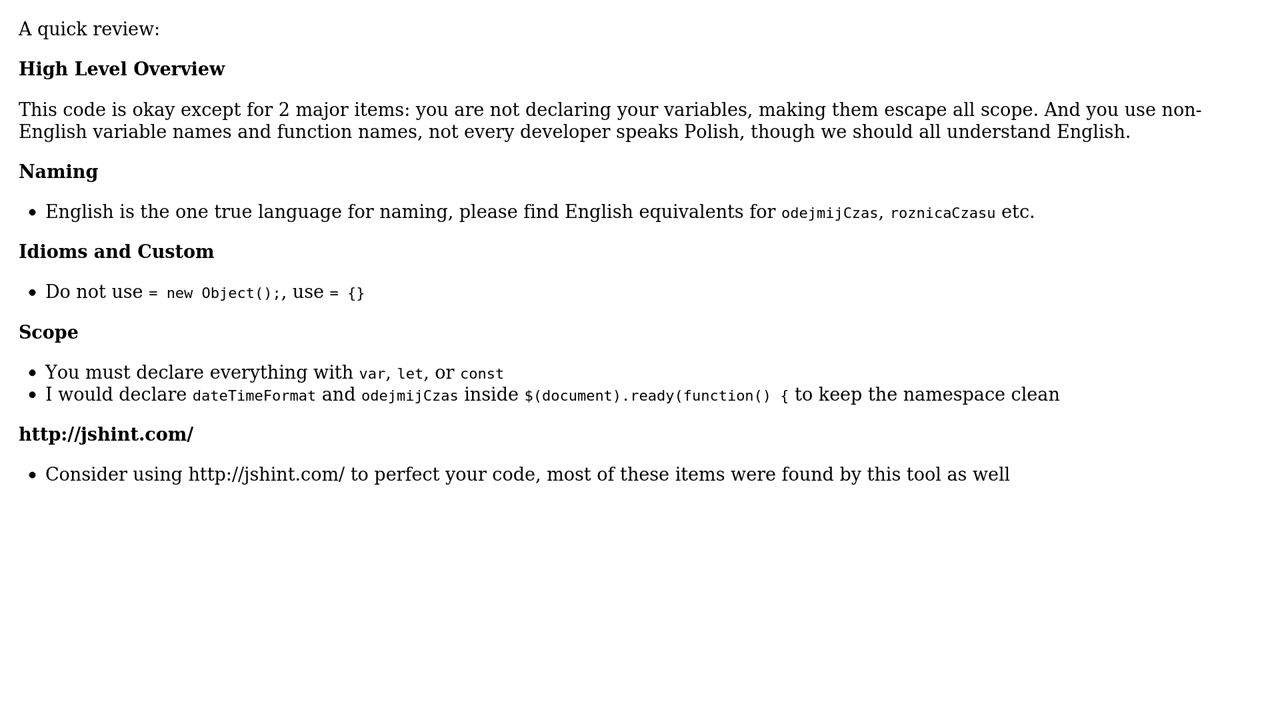 A quick review:
High Level Overview
This code is okay except for 2 major items: you are not declaring your variables, making them escape all scope. And you use non-
English variable names and function names, not every developer speaks Polish, though we should all understand English.
Naming
• English is the one true language for naming, please find English equivalents for odejmijCzas, roznicaCzasu etc.
Idioms and Custom
• Do not use = new Object();, use = {}
Scope
• You must declare everything with var, let, or const
• I would declare dateTimeFormat and odejmijCzas inside $(document).ready(function() { to keep the namespace clean
http://jshint.com/
• Consider using http://jshint.com/ to perfect your code, most of these items were found by this tool as well